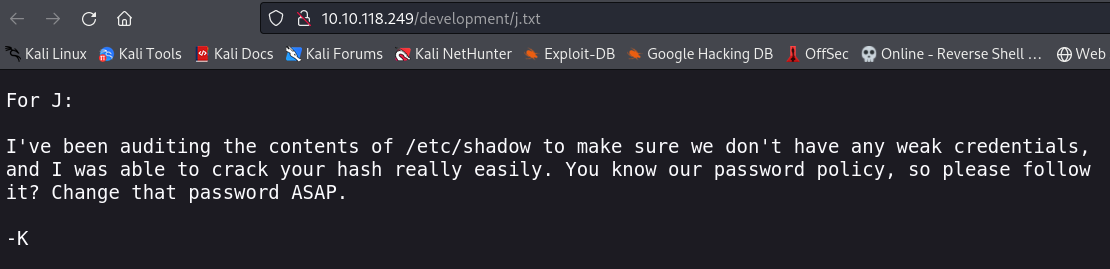 10.10.118.249/development/j.txt
Kali Linux Kali Tools Kali Docs Kali Forums Kali NetHunter Exploit-DB Google Hacking DB OffSec Online - Reverse Shell ... Web
For J:
I've been auditing the contents of /etc/shadow to make sure we don't have any weak credentials,
and I was able to crack your hash really easily. You know our password policy, so please follow
it? Change that password ASAP.
-K